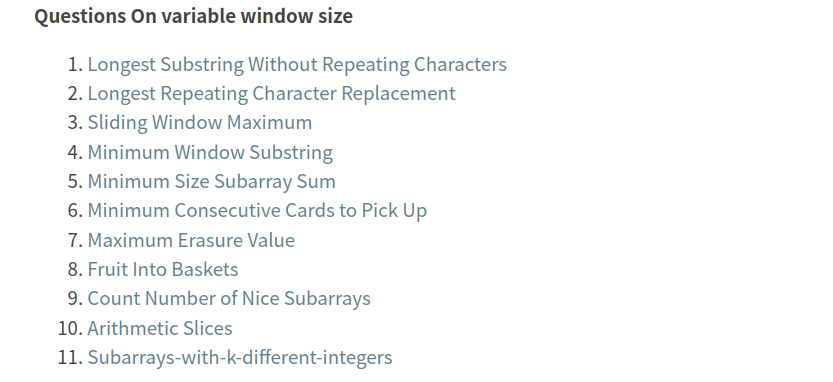 Questions On variable window size
1. Longest Substring Without Repeating Characters
2. Longest Repeating Character Replacement
3. Sliding Window Maximum
4. Minimum Window Substring
5. Minimum Size Subarray Sum
6. Minimum Consecutive Cards to Pick Up
7. Maximum Erasure Value
8. Fruit Into Baskets
9. Count Number of Nice Subarrays
10. Arithmetic Slices
11. Subarrays-with-k-different-integers